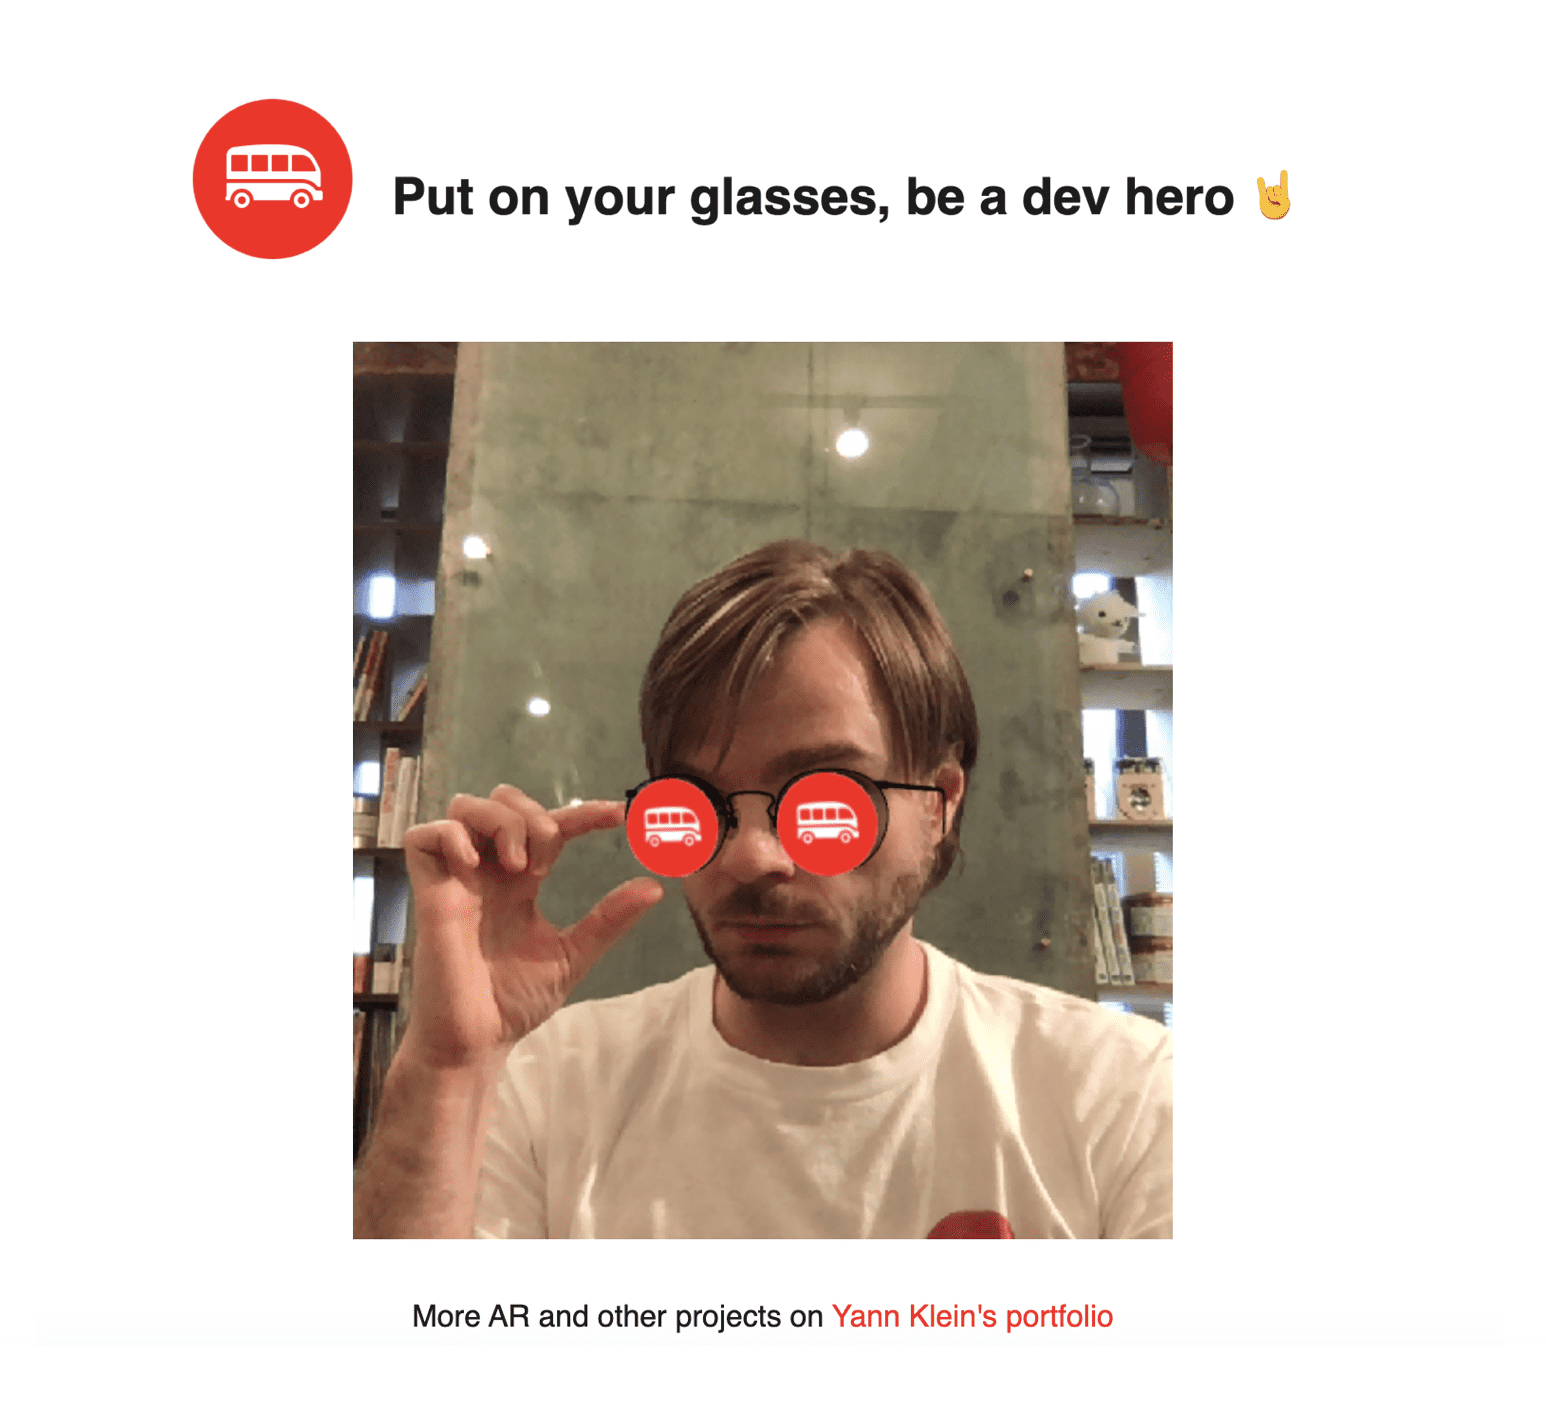 Put on your glasses, be a dev hero 🤘
More AR and other projects on Yann Klein's portfolio